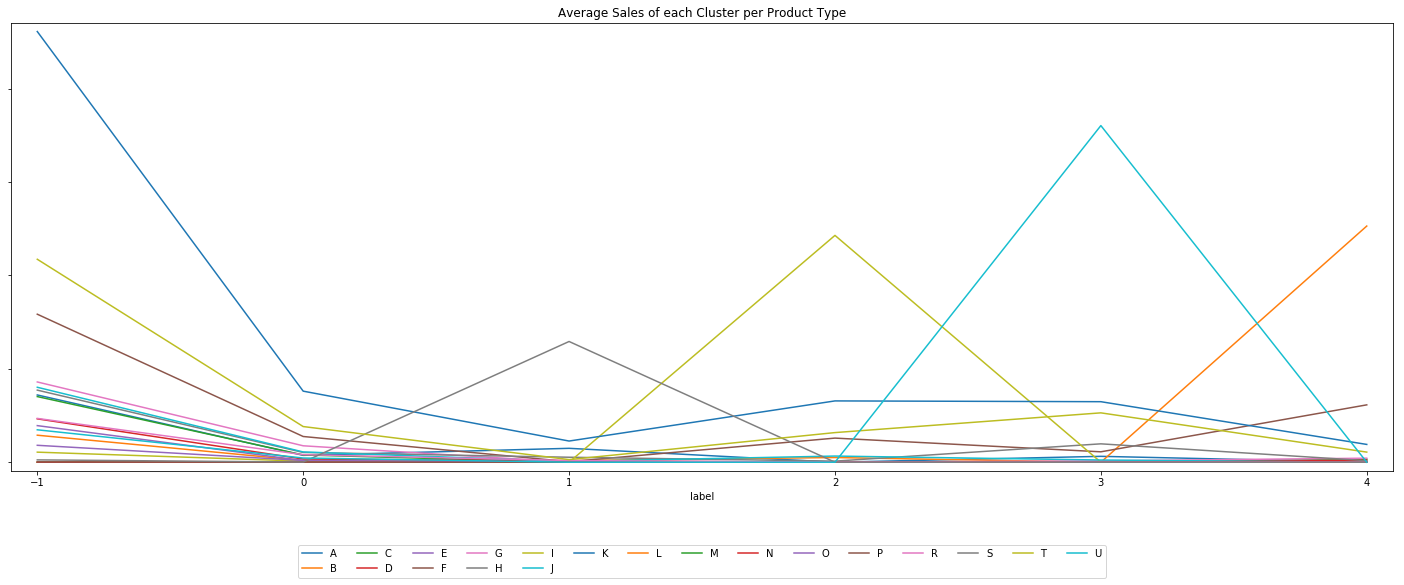 Average Sales of each Cluster per Product Type
−1 0 1 2 3 4
label
A C E G I K L M N O P R S T U
B D F H J